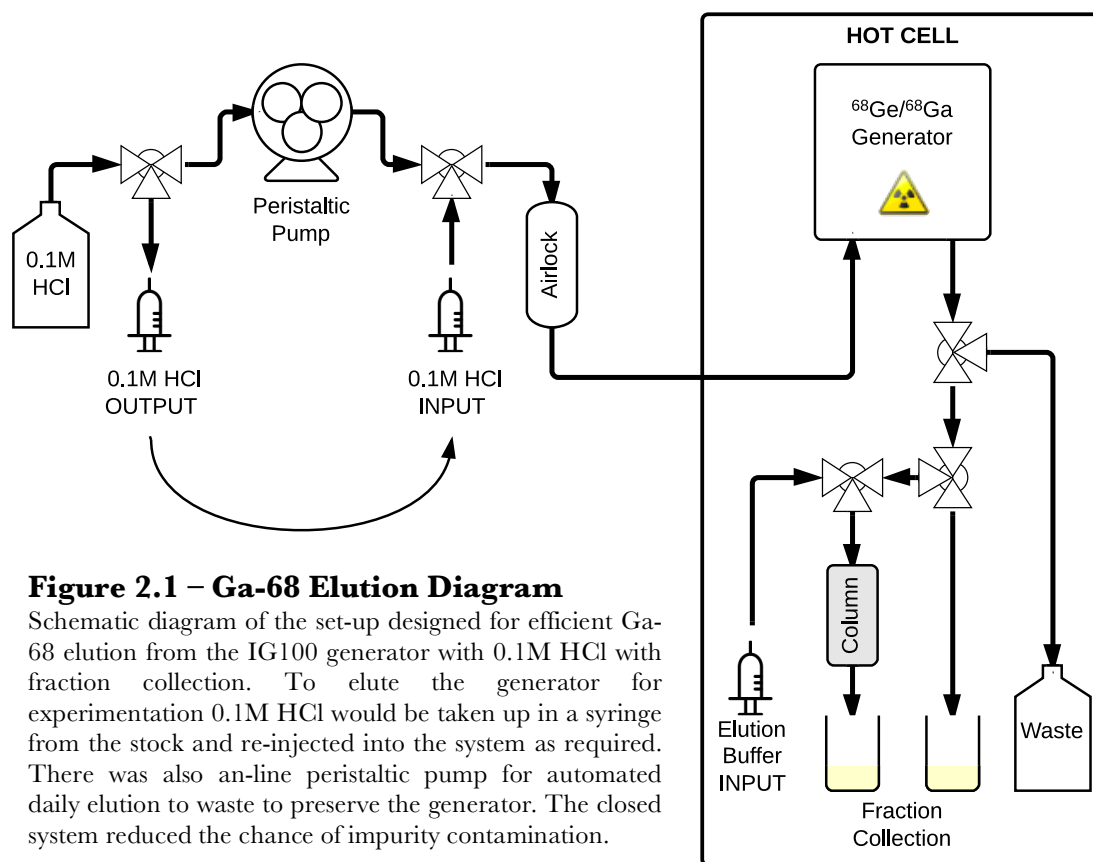 HOT CELL
68Ge/68Ga
Generator
Peristaltic
Pump
0.1M
HCl
Airlock
0.1M HCl
OUTPUT
0.1M HCl
INPUT
Column
Elution
Buffer
INPUT
Waste
Fraction
Collection
Figure 2.1 – Ga-68 Elution Diagram
Schematic diagram of the set-up designed for efficient Ga-
68 elution from the IG100 generator with 0.1M HCl with
fraction collection. To elute the generator for
experimentation 0.1M HCl would be taken up in a syringe
from the stock and re-injected into the system as required.
There was also an-line peristaltic pump for automated
daily elution to waste to preserve the generator. The closed
system reduced the chance of impurity contamination.